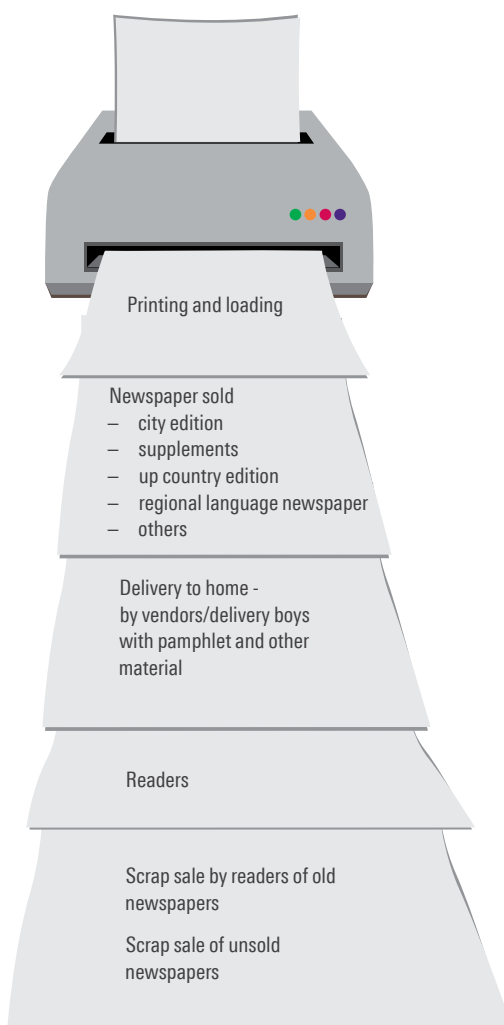 Printing and loading
Newspaper sold
– city edition
– supplements
– up country edition
– regional language newspaper
– others
Delivery to home -
by vendors/delivery boys
with pamphlet and other
material
Readers
Scrap sale by readers of old
newspapers
Scrap sale of unsold
newspapers